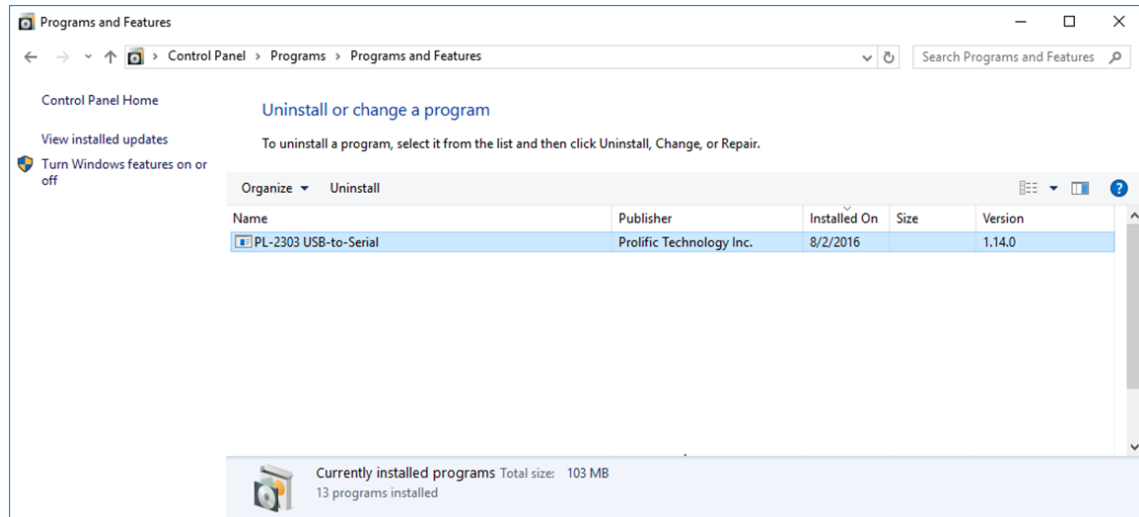 Programs and Features
Control Panel > Programs > Programs and Features
Search Programs and Features
Control Panel Home
View installed updates
Turn Windows features on or
off
Uninstall or change a program
To uninstall a program, select it from the list and then click Uninstall, Change, or Repair.
Organize Uninstall
Name Publisher Installed On Size Version
PL-2303 USB-to-Serial Prolific Technology Inc. 8/2/2016 1.14.0
Currently installed programs Total size: 103 MB
13 programs installed